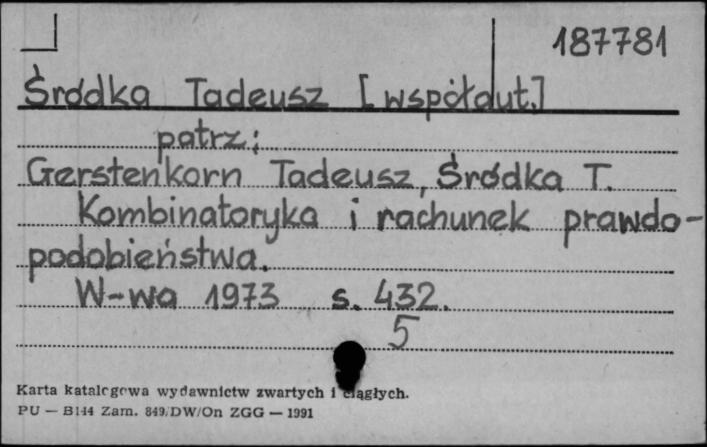 187781
Śródka Tadeusz [współaut.]
patrz:
Gerstenkorn Tadeusz, Śródka T.
Kombinatoryka i rachunek prawdo-
podobieństwa.
W-wa 1973 s. 432.
5
Karta katalogowa wydawnictw zwartych i ciągłych.
PU — B144 Zam. 849/DW/On ZGG — 1991